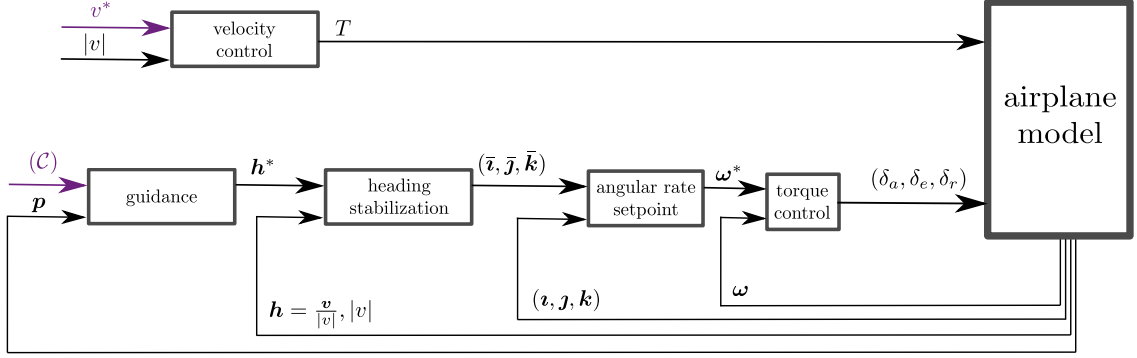 v*
velocity
T
|v|
control
airplane
model
(𝒞)
h*
(ī, j̄, k̄)
ω*
(δₐ, δₑ, δᵣ)
guidance
heading
stabilization
angular rate
setpoint
torque
control
p
h = v/|v|, |v|
(ı, ȷ, k)
ω